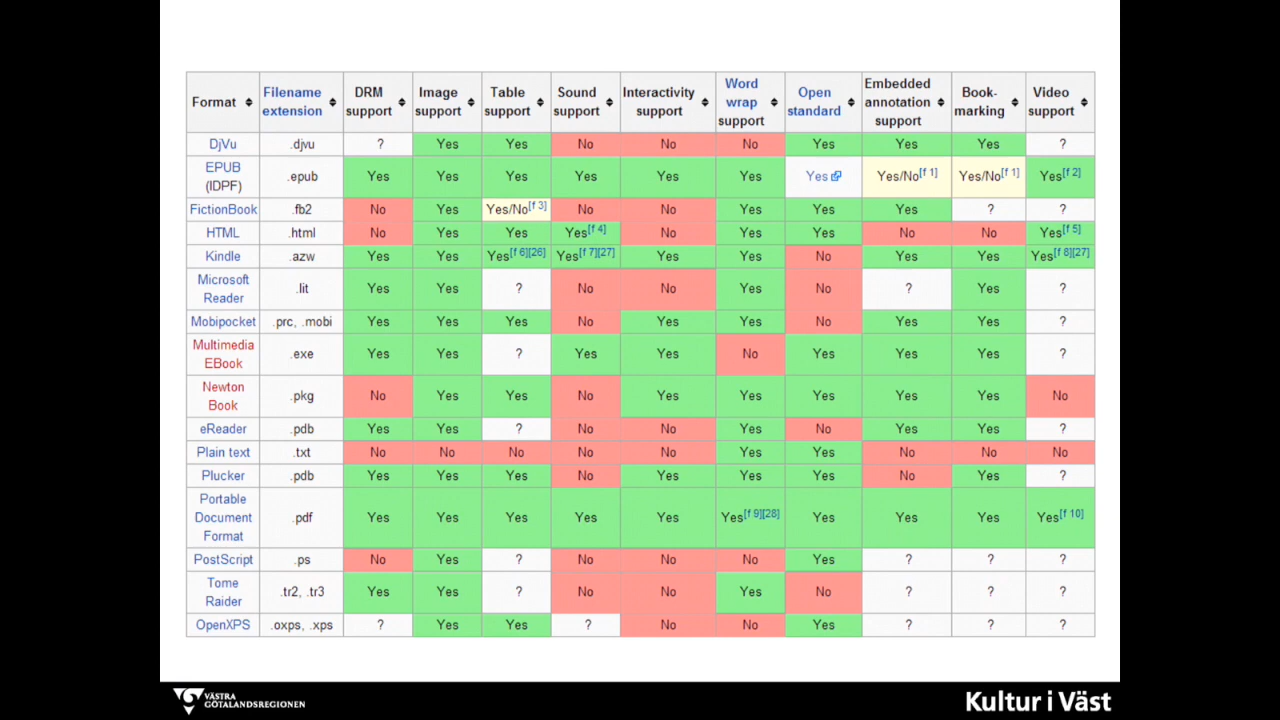 Format Filename extension DRM support Image support Table support Sound support Interactivity support Word wrap support Open standard Embedded annotation support Book-marking Video support
DjVu .djvu ? Yes Yes No No No Yes Yes Yes ?
EPUB (IDPF) .epub Yes Yes Yes Yes Yes Yes Yes Yes/No[f 1] Yes/No[f 1] Yes[f 2]
FictionBook .fb2 No Yes Yes/No[f 3] No No Yes Yes Yes ? ?
HTML .html No Yes Yes Yes[f 4] No Yes Yes No No Yes[f 5]
Kindle .azw Yes Yes Yes[f 6][26] Yes[f 7][27] Yes Yes No Yes Yes Yes[f 8][27]
Microsoft Reader .lit Yes Yes ? No No Yes No ? Yes ?
Mobipocket .prc, .mobi Yes Yes Yes No Yes Yes No Yes Yes ?
Multimedia EBook .exe Yes Yes ? Yes Yes No Yes Yes Yes ?
Newton Book .pkg No Yes Yes No Yes Yes Yes Yes Yes No
eReader .pdb Yes Yes ? No No Yes No Yes Yes ?
Plain text .txt No No No No No Yes Yes No No No
Plucker .pdb Yes Yes Yes No Yes Yes Yes No Yes ?
Portable Document Format .pdf Yes Yes Yes Yes Yes Yes[f 9][28] Yes Yes Yes Yes[f 10]
PostScript .ps No Yes ? No No No Yes ? ? ?
Tome Raider .tr2, .tr3 Yes Yes ? No No Yes No ? ? ?
OpenXPS .oxps, .xps ? Yes Yes ? No No Yes ? ? ?
VÄSTRA
GÖTALANDSREGIONEN
Kultur i Väst